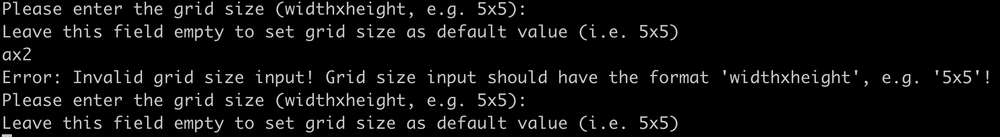 Please enter the grid size (widthxheight, e.g. 5x5):
Leave this field empty to set grid size as default value (i.e. 5x5)
ax2
Error: Invalid grid size input! Grid size input should have the format 'widthxheight', e.g. '5x5'!
Please enter the grid size (widthxheight, e.g. 5x5):
Leave this field empty to set grid size as default value (i.e. 5x5)